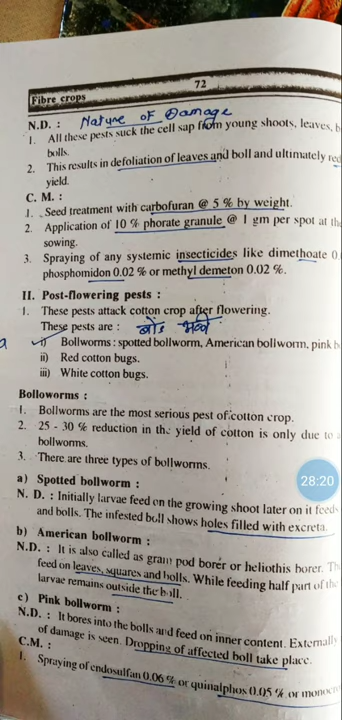 72
Fibre crops
N.D. : Nature of Damage
1. All these pests suck the cell sap from young shoots, leaves, b
bolls.
2. This results in defoliation of leaves and boll and ultimately red
yield.
C. M. :
1. Seed treatment with carbofuran @ 5 % by weight.
2. Application of 10 % phorate granule @ 1 gm per spot at the
sowing.
3. Spraying of any systemic insecticides like dimethoate 0.
phosphomidon 0.02 % or methyl demeton 0.02 %.
II. Post-flowering pests :
1. These pests attack cotton crop after flowering.
These pests are :
a i) Bollworms : spotted bollworm, American bollworm, pink b
ii) Red cotton bugs.
iii) White cotton bugs.
Bolloworms :
1. Bollworms are the most serious pest of cotton crop.
2. 25 - 30 % reduction in the yield of cotton is only due to a
bollworms.
3. There are three types of bollworms.
a) Spotted bollworm :
28:20
N. D. : Initially larvae feed on the growing shoot later on it feeds
and bolls. The infested boll shows holes filled with excreta.
b) American bollworm :
N.D. : It is also called as gram pod borer or heliothis borer. Th
feed on leaves, squares and bolls. While feeding half part of the
larvae remains outside the boll.
c) Pink bollworm :
N.D. : It bores into the bolls and feed on inner content. Externally
of damage is seen. Dropping of affected boll take place.
C.M. :
1. Spraying of endosulfan 0.06 % or quinalphos 0.05 % or monocr